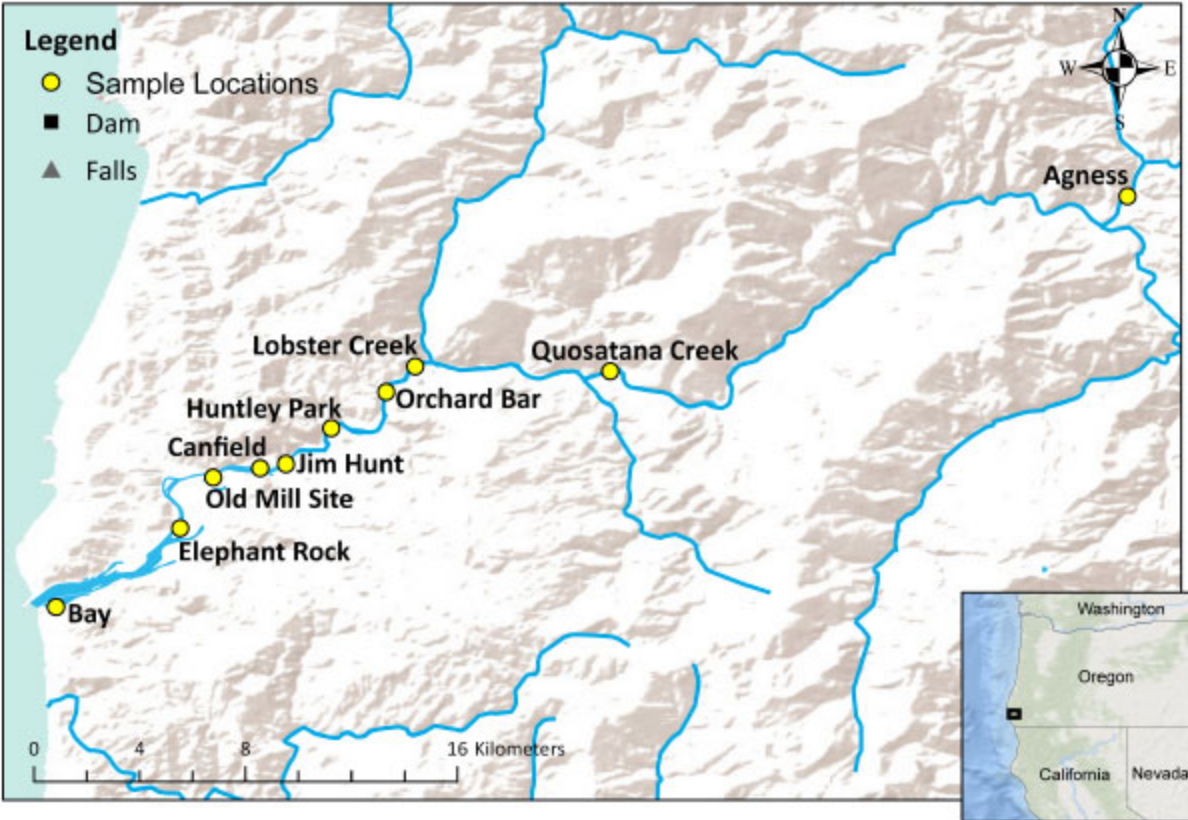 Legend
Sample Locations
Dam
Falls
N
W
E
S
Agness
Lobster Creek
Quosatana Creek
Orchard Bar
Huntley Park
Canfield
Jim Hunt
Old Mill Site
Elephant Rock
Bay
0 4 8 16 Kilometers
Washington
Oregon
California
Nevada